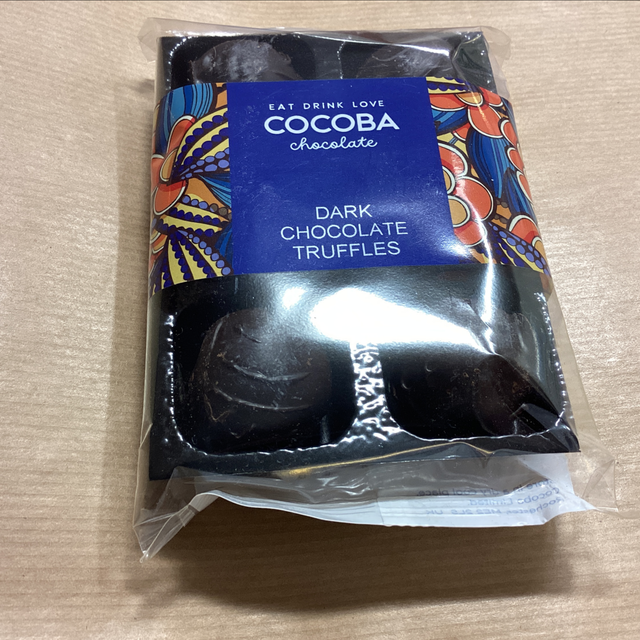 EAT DRINK LOVE
COCOBA
chocolate
DARK
CHOCOLATE
TRUFFLES